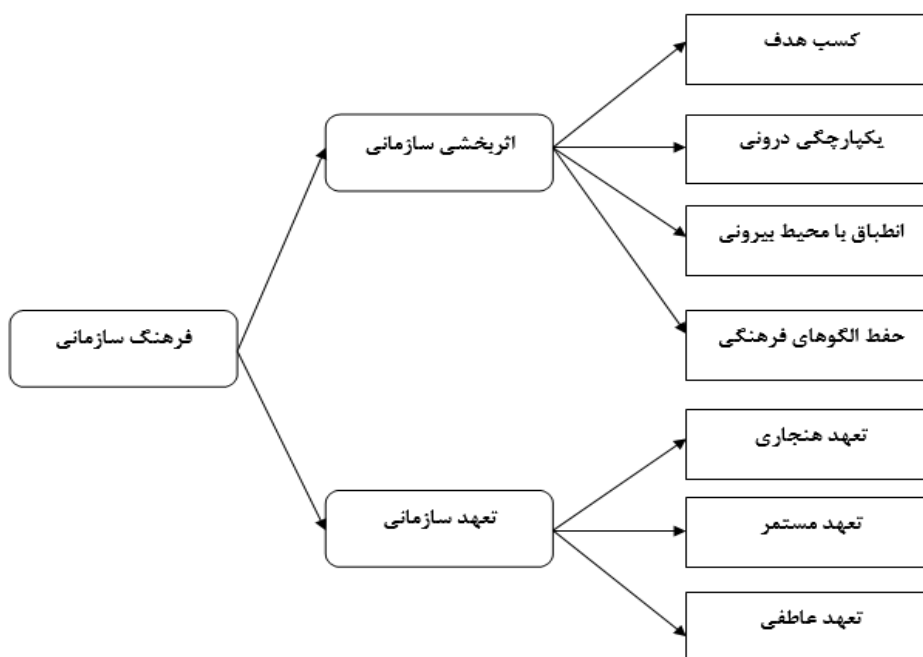 کسب هدف
اثربخشی سازمانی
یکپارچگی درونی
انطباق با محیط بیرونی
فرهنگ سازمانی
حفظ الگوهای فرهنگی
تعهد هنجاری
تعهد سازمانی
تعهد مستمر
تعهد عاطفی